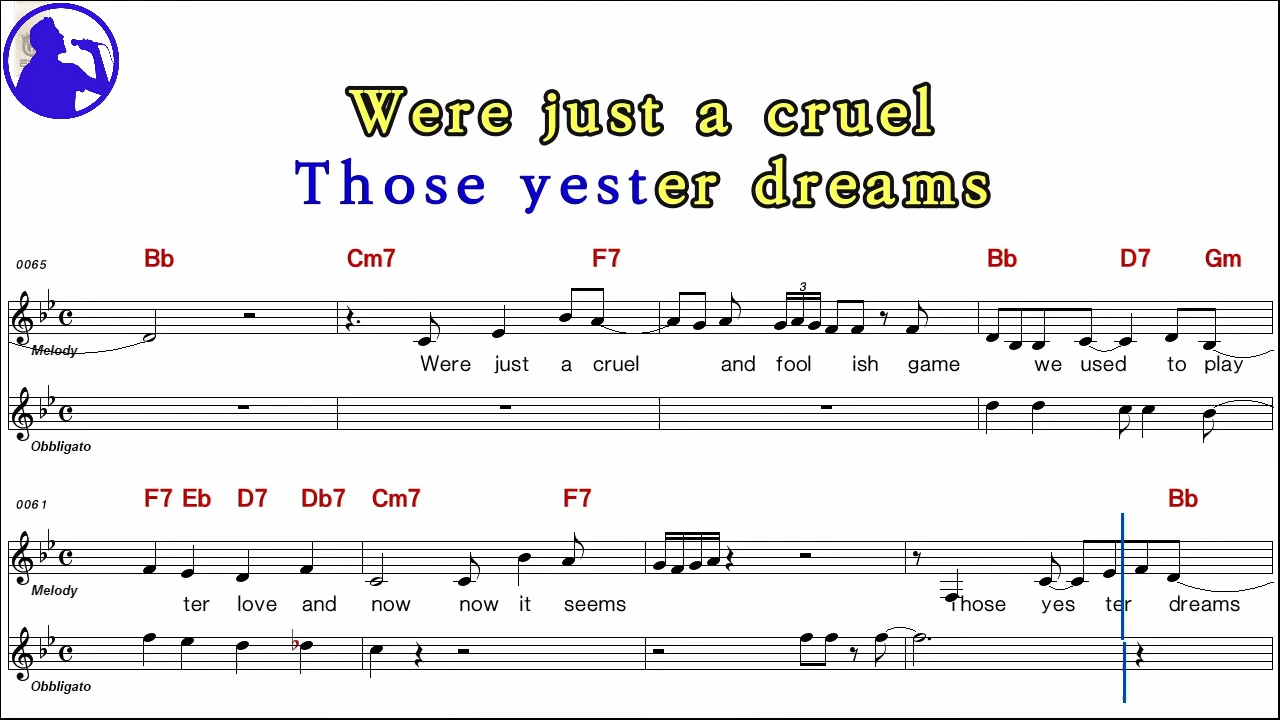 Were just a cruel
Those yester dreams
0065 Bb Cm7 F7 Bb D7 Gm
3
Melody
Were just a cruel and fool ish game we used to play
Obbligato
0061 F7 Eb D7 Db7 Cm7 F7 Bb
Melody
ter love and now now it seems Those yes ter dreams
Obbligato